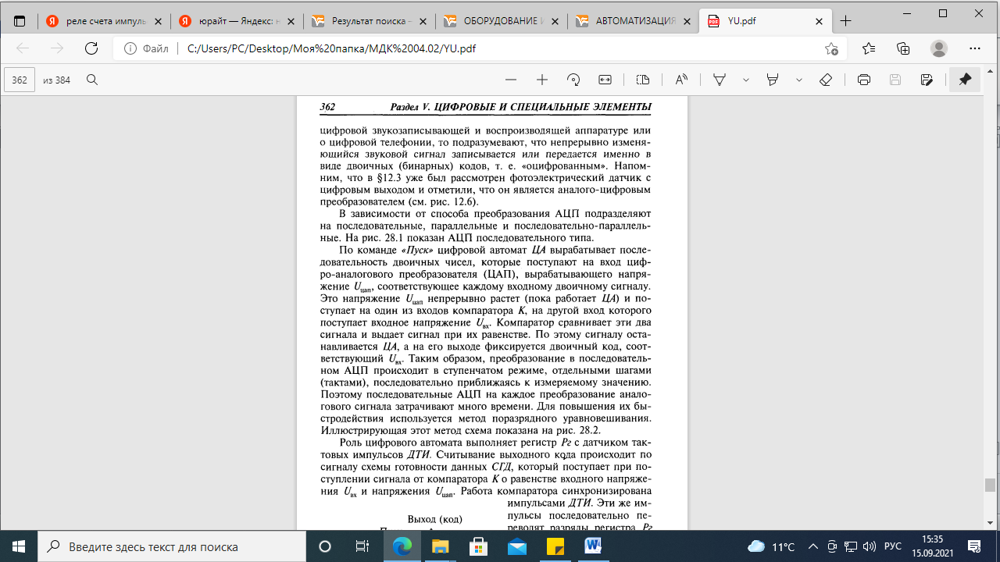 реле счета импуль
юрайт — Яндекс: н
Результат поиска –
ОБОРУДОВАНИЕ И
АВТОМАТИЗАЦИЯ
YU.pdf
Файл
C:/Users/PC/Desktop/Моя%20папка/МДК%2004.02/YU.pdf
362 из 384
362 Раздел V. ЦИФРОВЫЕ И СПЕЦИАЛЬНЫЕ ЭЛЕМЕНТЫ
цифровой звукозаписывающей и воспроизводящей аппаратуре или
о цифровой телефонии, то подразумевают, что непрерывно изменя-
ющийся звуковой сигнал записывается или передается именно в
виде двоичных (бинарных) кодов, т. е. «оцифрованным». Напом-
ним, что в §12.3 уже был рассмотрен фотоэлектрический датчик с
цифровым выходом и отметили, что он является аналого-цифровым
преобразователем (см. рис. 12.6).
В зависимости от способа преобразования АЦП подразделяют
на последовательные, параллельные и последовательно-параллель-
ные. На рис. 28.1 показан АЦП последовательного типа.
По команде «Пуск» цифровой автомат ЦА вырабатывает после-
довательность двоичных чисел, которые поступают на вход циф-
ро-аналогового преобразователя (ЦАП), вырабатывающего напря-
жение Uцап, соответствующее каждому входному двоичному сигналу.
Это напряжение Uцап непрерывно растет (пока работает ЦА) и по-
ступает на один из входов компаратора К, на другой вход которого
поступает входное напряжение Uвх. Компаратор сравнивает эти два
сигнала и выдает сигнал при их равенстве. По этому сигналу оста-
навливается ЦА, а на его выходе фиксируется двоичный код, соот-
ветствующий Uвх. Таким образом, преобразование в последователь-
ном АЦП происходит в ступенчатом режиме, отдельными шагами
(тактами), последовательно приближаясь к измеряемому значению.
Поэтому последовательные АЦП на каждое преобразование анало-
гового сигнала затрачивают много времени. Для повышения их бы-
стродействия используется метод поразрядного уравновешивания.
Иллюстрирующая этот метод схема показана на рис. 28.2.
Роль цифрового автомата выполняет регистр Рг с датчиком так-
товых импульсов ДТИ. Считывание выходного кода происходит по
сигналу схемы готовности данных СГД, который поступает при по-
ступлении сигнала от компаратора К о равенстве входного напряже-
ния Uвх и напряжения Uцап. Работа компаратора синхронизирована
импульсами ДТИ. Эти же им-
Выход (код)
пульсы последовательно пе-
реводят разряды регистра Рг
Введите здесь текст для поиска
11°C
РУС
15:35
15.09.2021